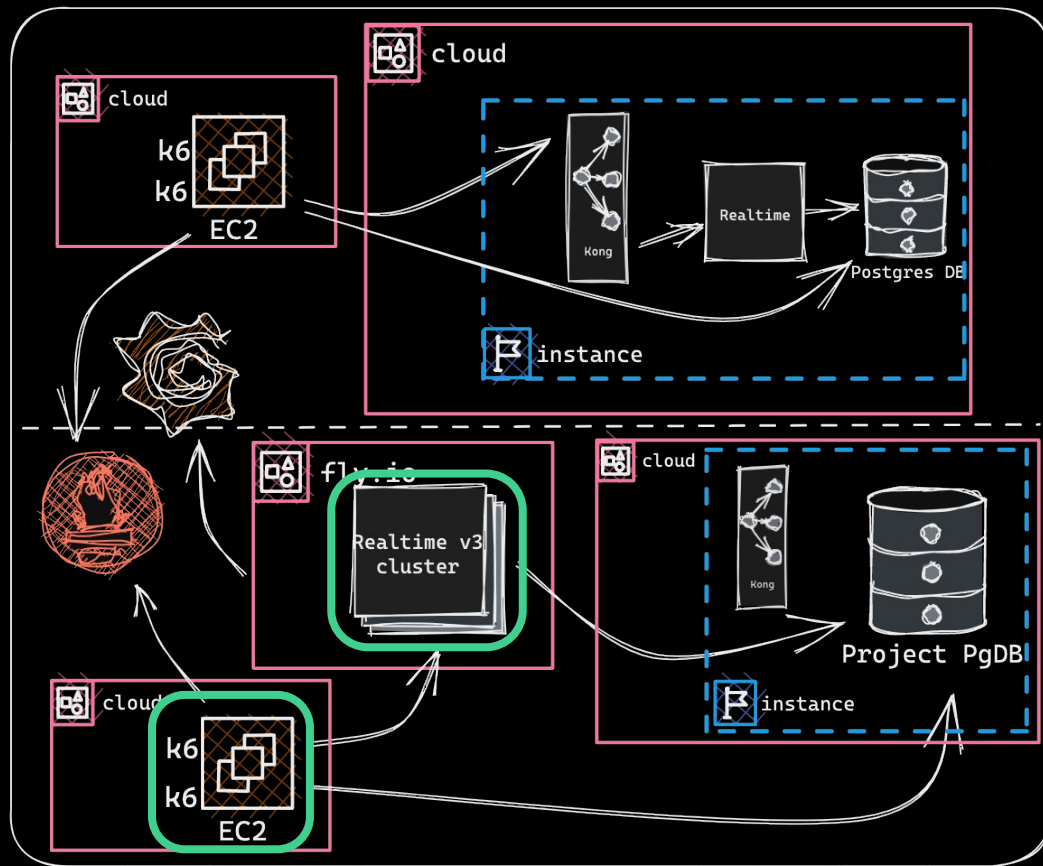 cloud
cloud
k6
k6
EC2
Kong
Realtime
Postgres DB
instance
fly.io
Realtime v3
cluster
cloud
Kong
Project PgDB
instance
cloud
k6
k6
EC2